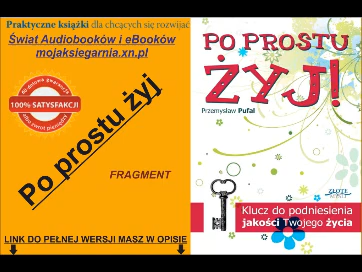 Praktyczne książki dla chcących się rozwijać
Świat Audiobooków i eBooków
mojaksiegarnia.xn.pl
100% SATYSFAKCJI
Po prostu żyj
FRAGMENT
LINK DO PEŁNEJ WERSJI MASZ W OPISIE
PO PROSTU
ŻYJ!
Przemysław Pufal
ZŁOTE
Klucz do podniesienia
jakości Twojego życia